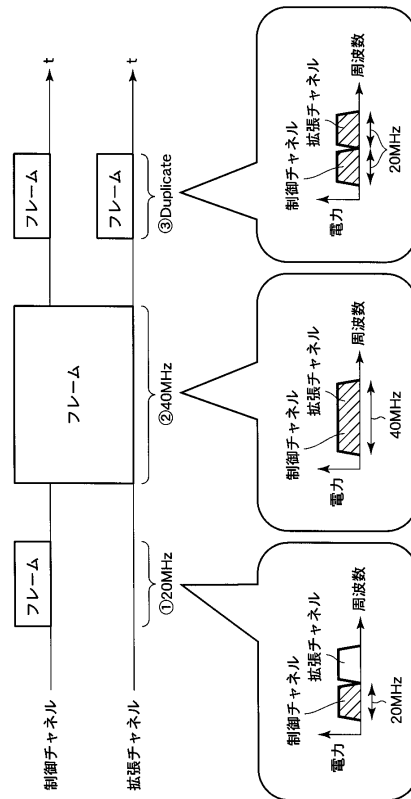 制御チャネル
フレーム
フレーム
フレーム
t
拡張チャネル
フレーム
t
①20MHz
②40MHz
③Duplicate
電力
制御チャネル
拡張チャネル
周波数
20MHz
電力
制御チャネル
拡張チャネル
周波数
40MHz
電力
制御チャネル
拡張チャネル
周波数
20MHz